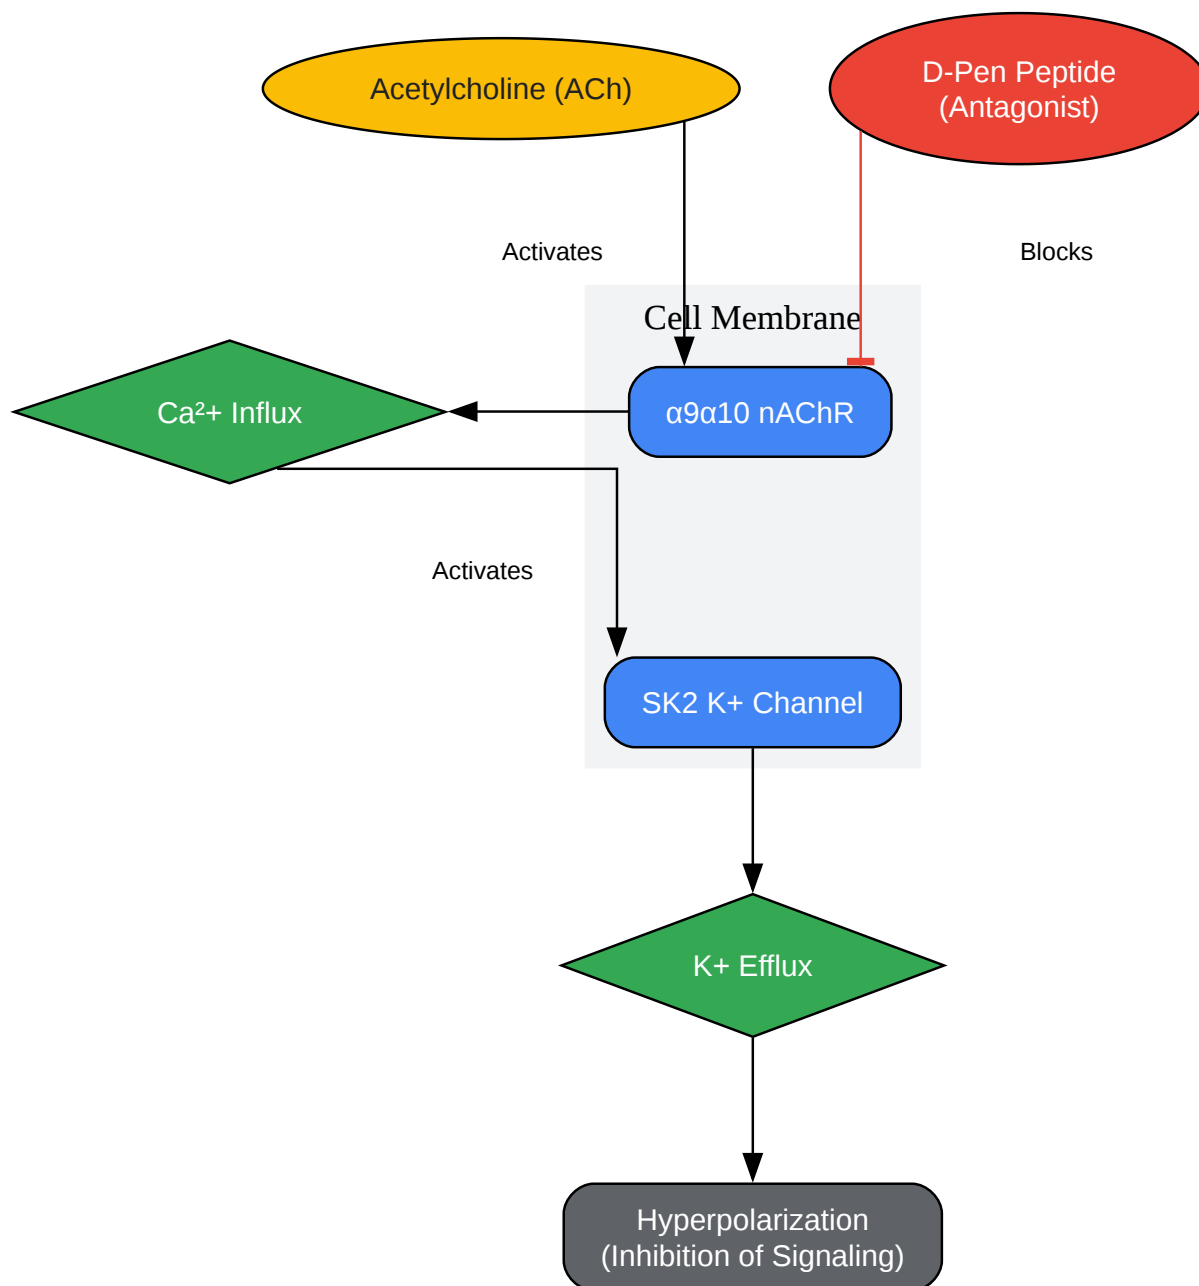 Acetylcholine (ACh)
D-Pen Peptide
(Antagonist)
Activates
Blocks
Cell Membrane
Ca²+ Influx
α9α10 nAChR
Activates
SK2 K+ Channel
K+ Efflux
Hyperpolarization
(Inhibition of Signaling)